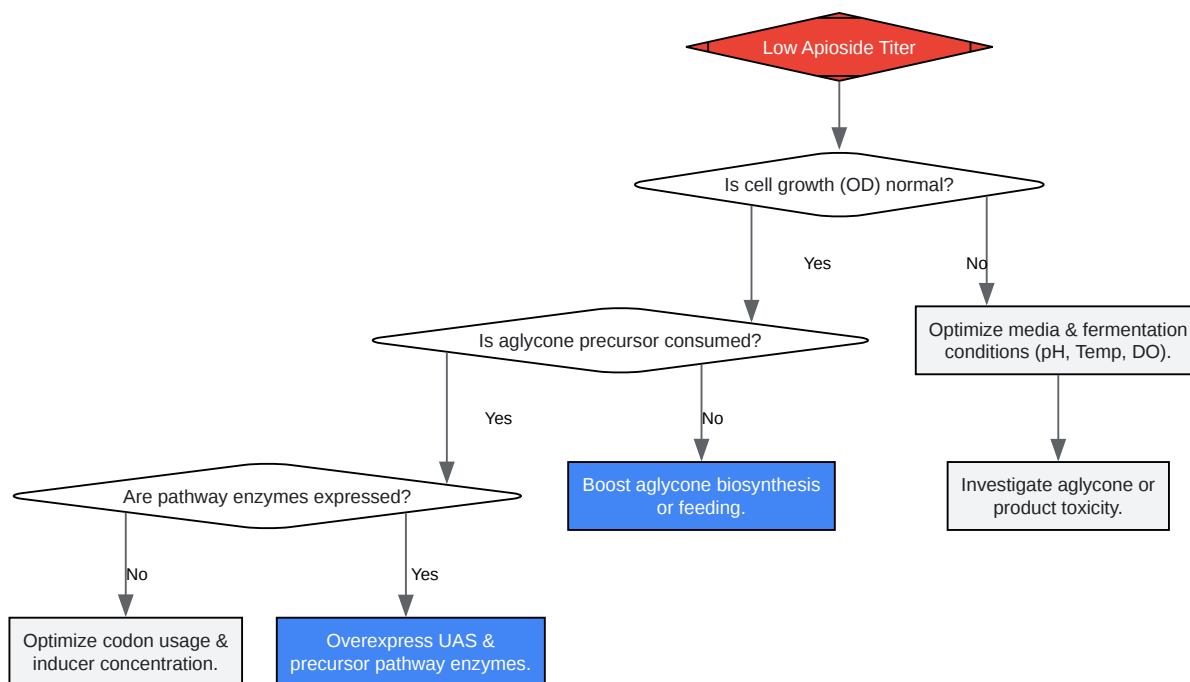 Low Apioside Titer
Is cell growth (OD) normal?
Yes
No
Is aglycone precursor consumed?
Optimize media & fermentation
conditions (pH, Temp, DO).
Yes
No
Are pathway enzymes expressed?
Boost aglycone biosynthesis
or feeding.
Investigate aglycone or
product toxicity.
No
Yes
Optimize codon usage &
inducer concentration.
Overexpress UAS &
precursor pathway enzymes.